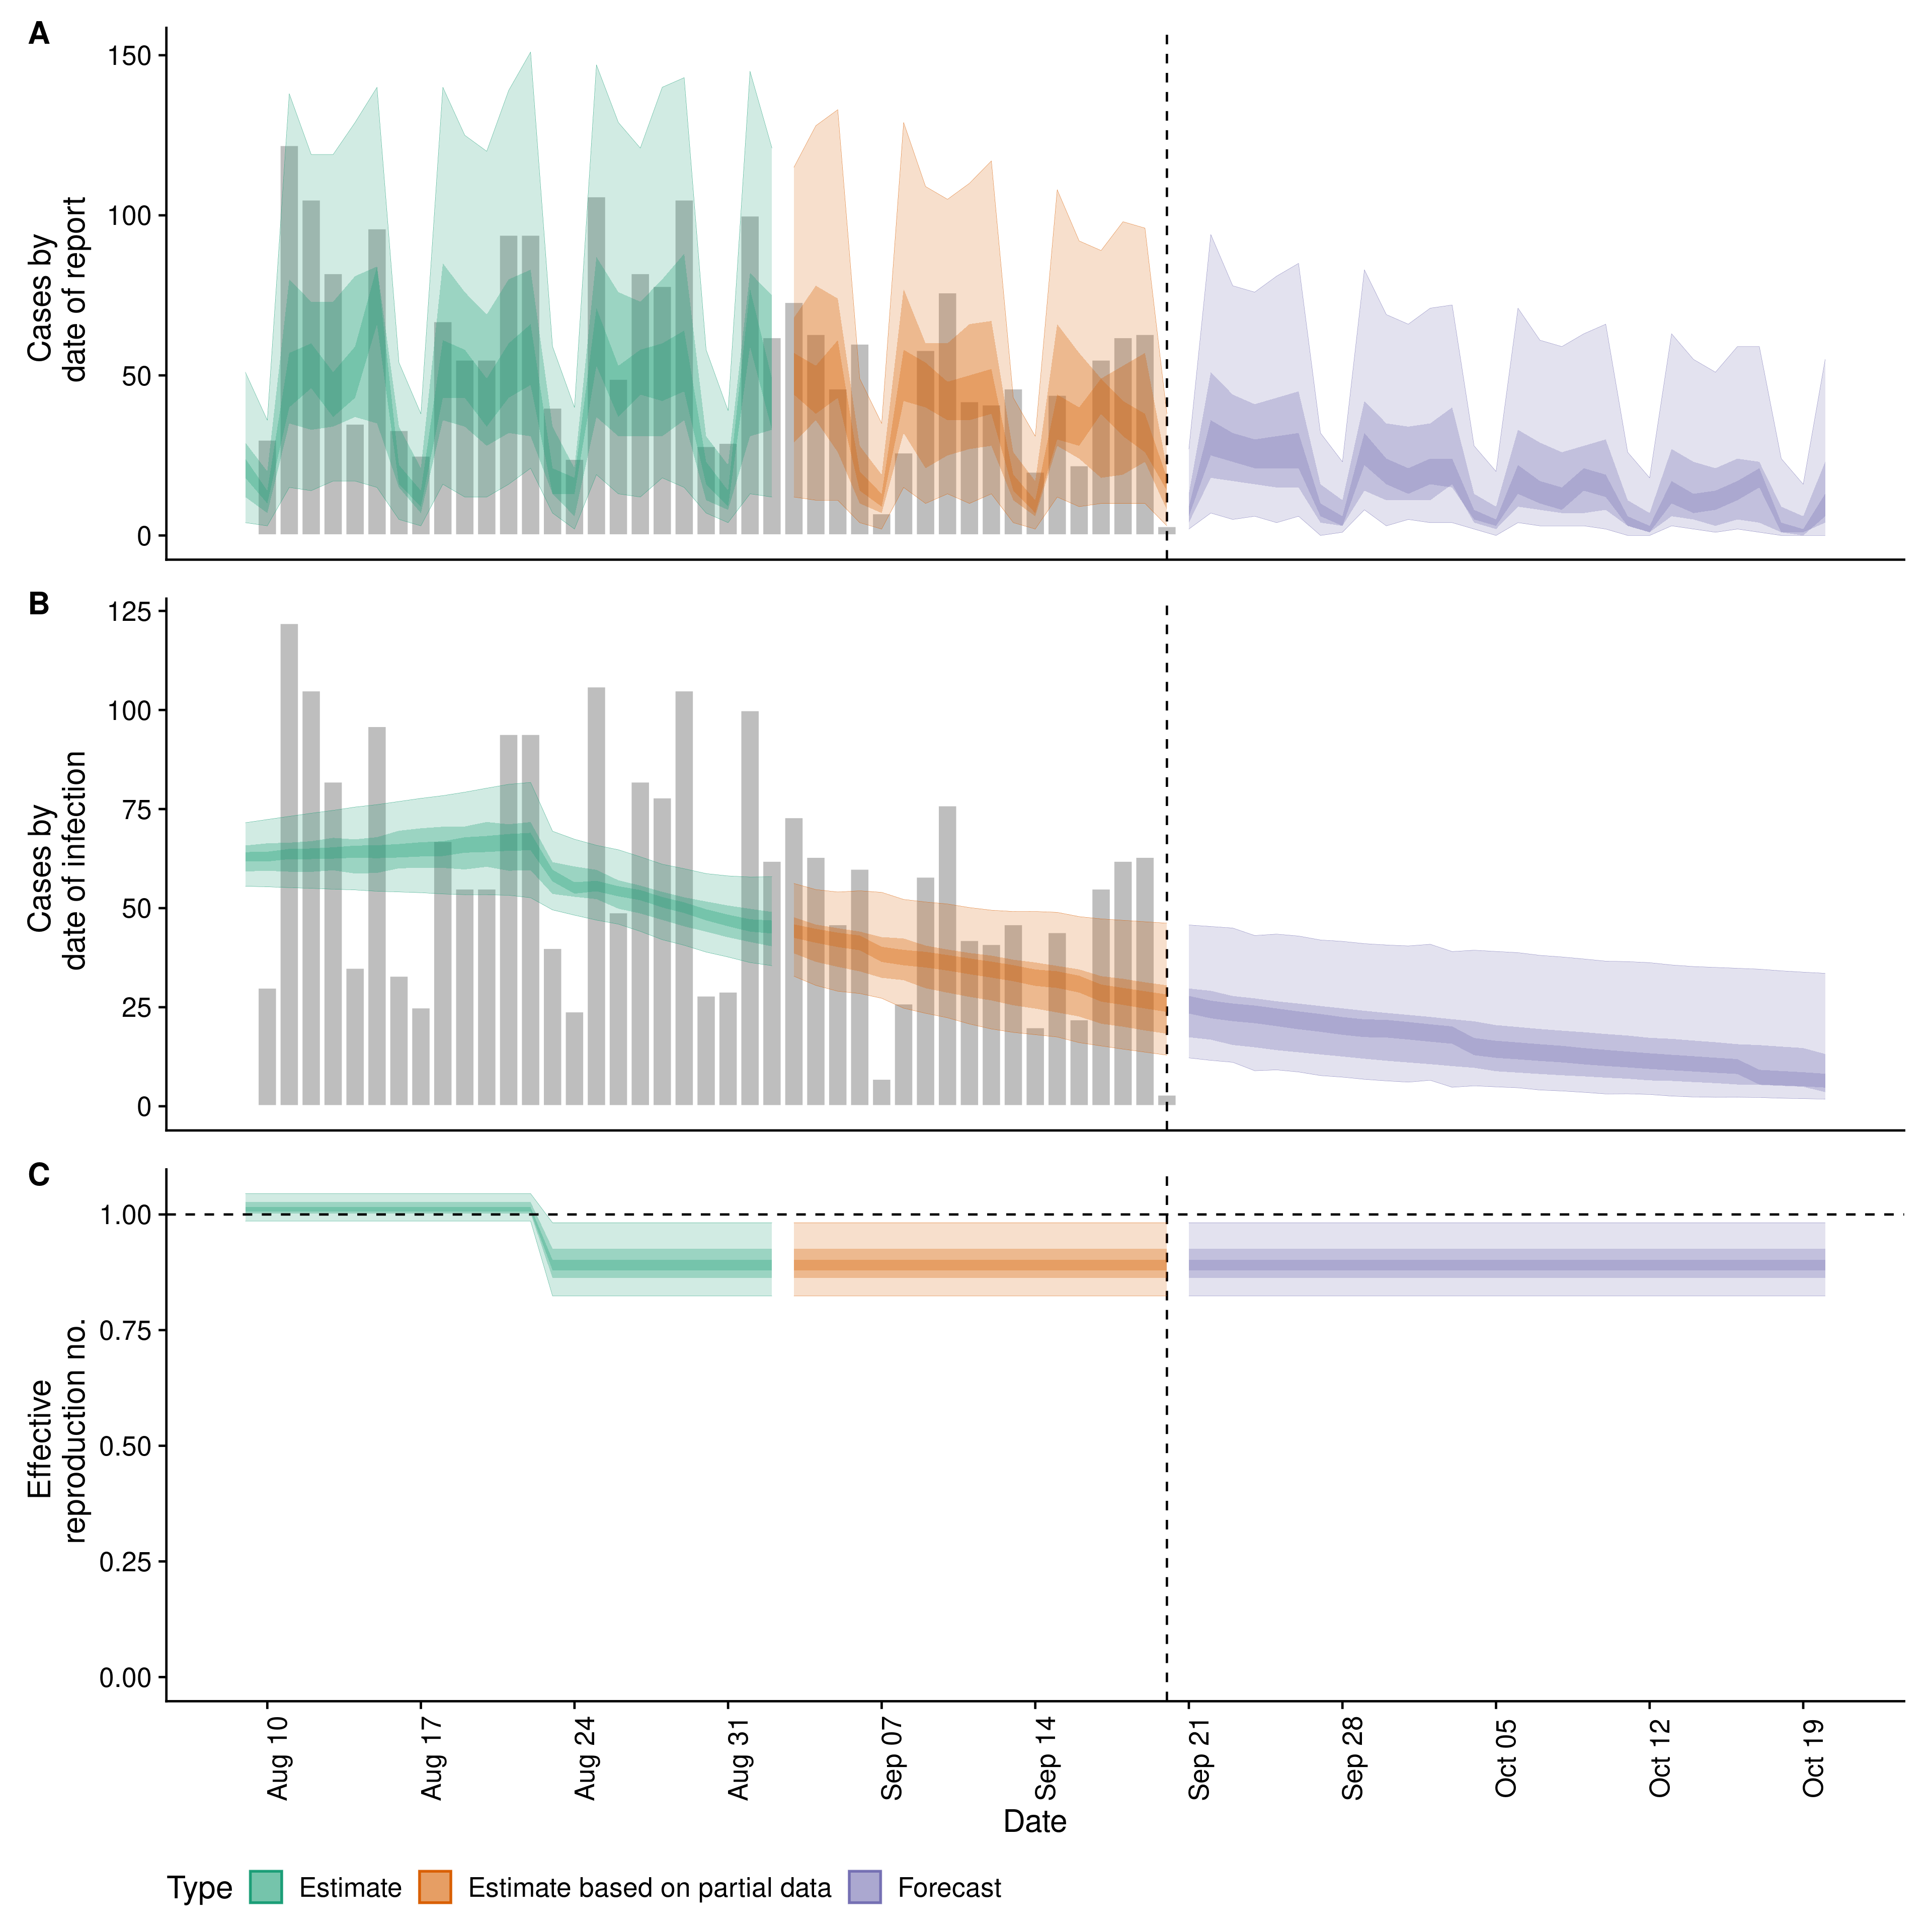 A
150
100
50
0
Cases by
date of report
B
125
100
75
50
25
0
Cases by
date of infection
C
1.00
0.75
0.50
0.25
0.00
Effective
reproduction no.
Aug 10
Aug 17
Aug 24
Aug 31
Sep 07
Sep 14
Sep 21
Sep 28
Oct 05
Oct 12
Oct 19
Date
Type Estimate Estimate based on partial data Forecast